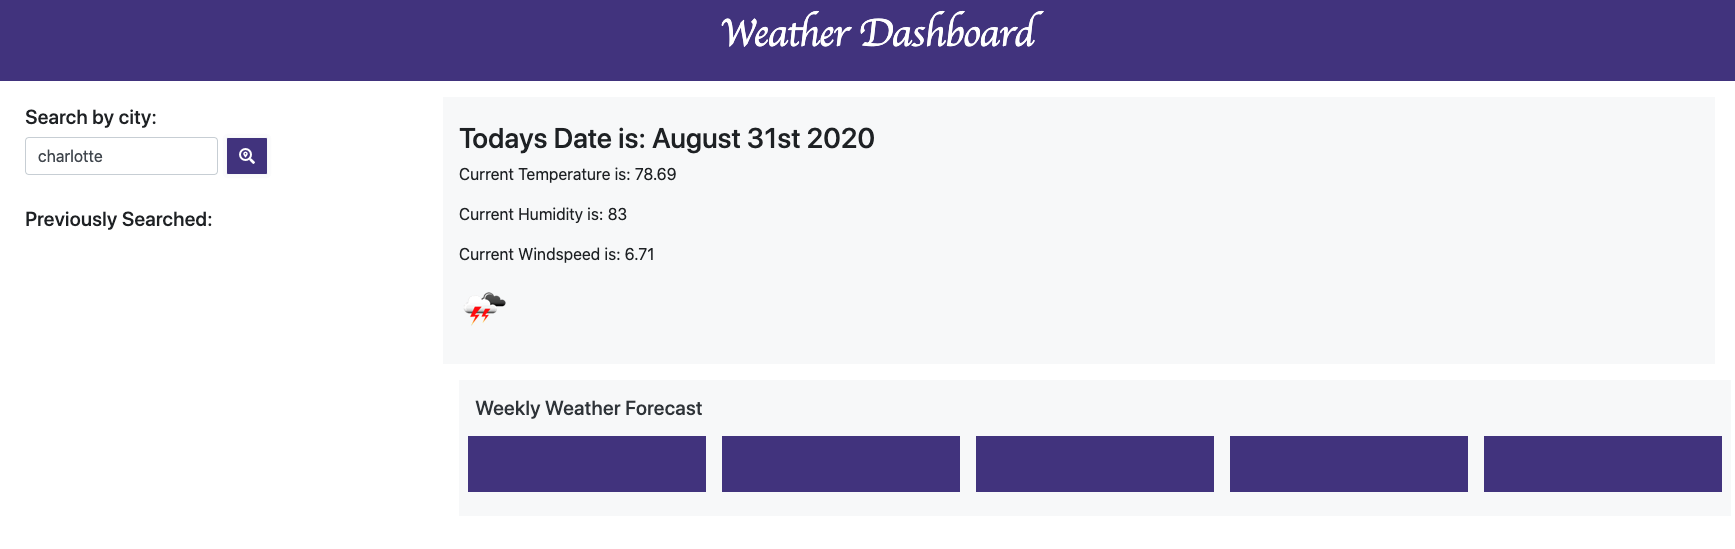 Weather Dashboard
Search by city:
charlotte
Previously Searched:
Todays Date is: August 31st 2020
Current Temperature is: 78.69
Current Humidity is: 83
Current Windspeed is: 6.71
Weekly Weather Forecast